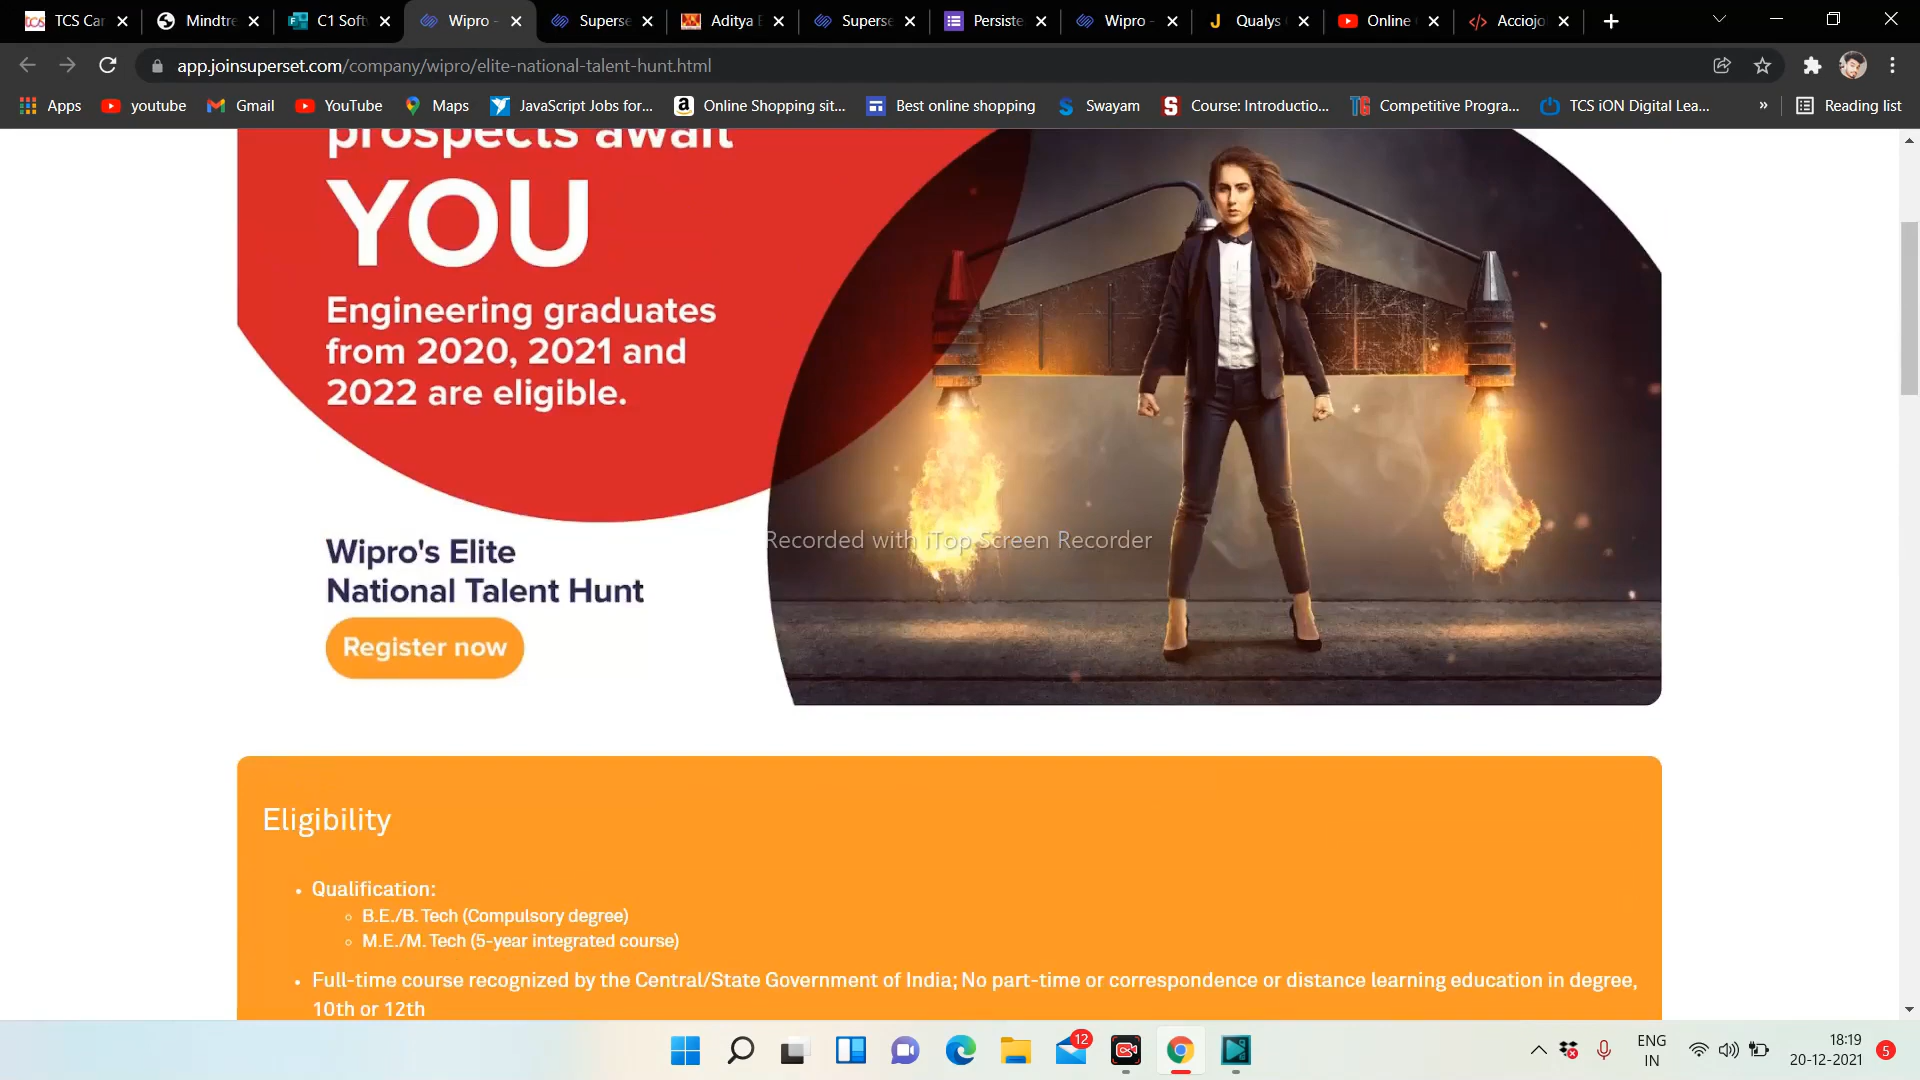 TCS Car
Mindtre
C1 Soft
Wipro -
Superse
Aditya B
Superse
Persiste
Wipro -
Qualys
Online
Acciojo
app.joinsuperset.com/company/wipro/elite-national-talent-hunt.html
Apps
youtube
Gmail
YouTube
Maps
JavaScript Jobs for...
Online Shopping sit...
Best online shopping
Swayam
Course: Introductio...
Competitive Progra...
TCS iON Digital Lea...
»
Reading list
prospects await
YOU
Engineering graduates
from 2020, 2021 and
2022 are eligible.
Recorded with iTop Screen Recorder
Wipro's Elite
National Talent Hunt
Register now
Eligibility
• Qualification:
◦ B.E./B. Tech (Compulsory degree)
◦ M.E./M. Tech (5-year integrated course)
• Full-time course recognized by the Central/State Government of India; No part-time or correspondence or distance learning education in degree,
10th or 12th
12
ENG
IN
18:19
20-12-2021
5